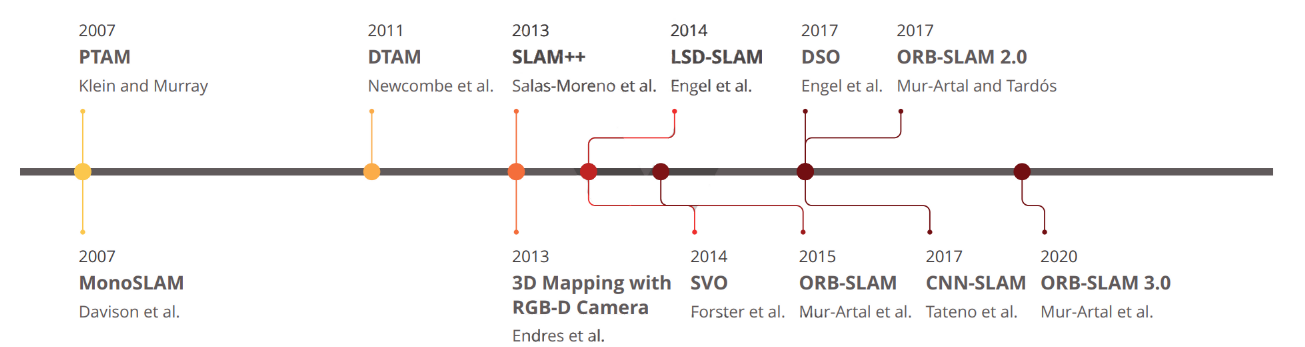 2007
PTAM
Klein and Murray
2011
DTAM
Newcombe et al.
2013
SLAM++
Salas-Moreno et al.
2014
LSD-SLAM
Engel et al.
2017
DSO
Engel et al.
2017
ORB-SLAM 2.0
Mur-Artal and Tardós
2007
MonoSLAM
Davison et al.
2013
3D Mapping with
RGB-D Camera
Endres et al.
2014
SVO
Forster et al.
2015
ORB-SLAM
Mur-Artal et al.
2017
CNN-SLAM
Tateno et al.
2020
ORB-SLAM 3.0
Mur-Artal et al.